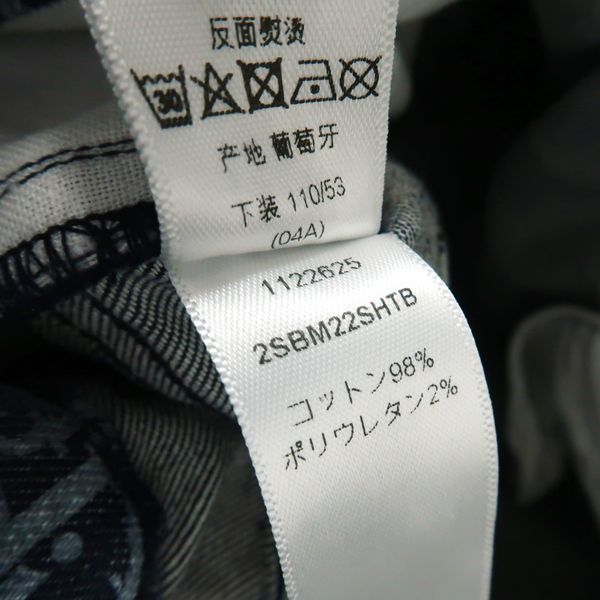 反面熨烫
30
产地 葡萄牙
下装 110/53
(04A)
1122625
2SBM22SHTB
コットン98%
ポリウレタン2%